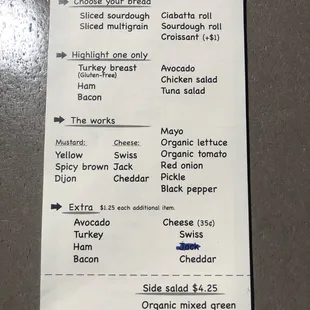 Choose your bread
Sliced sourdough Ciabatta roll
Sliced multigrain Sourdough roll
Croissant (+$1)
Highlight one only
Turkey breast Avocado
(Gluten-Free) Chicken salad
Ham Tuna salad
Bacon
The works
Mayo
Mustard: Cheese: Organic lettuce
Yellow Swiss Organic tomato
Spicy brown Jack Red onion
Dijon Cheddar Pickle
Black pepper
Extra $1.25 each additional item.
Avocado Cheese (35¢)
Turkey Swiss
Ham Jack
Bacon Cheddar
Side salad $4.25
Organic mixed green